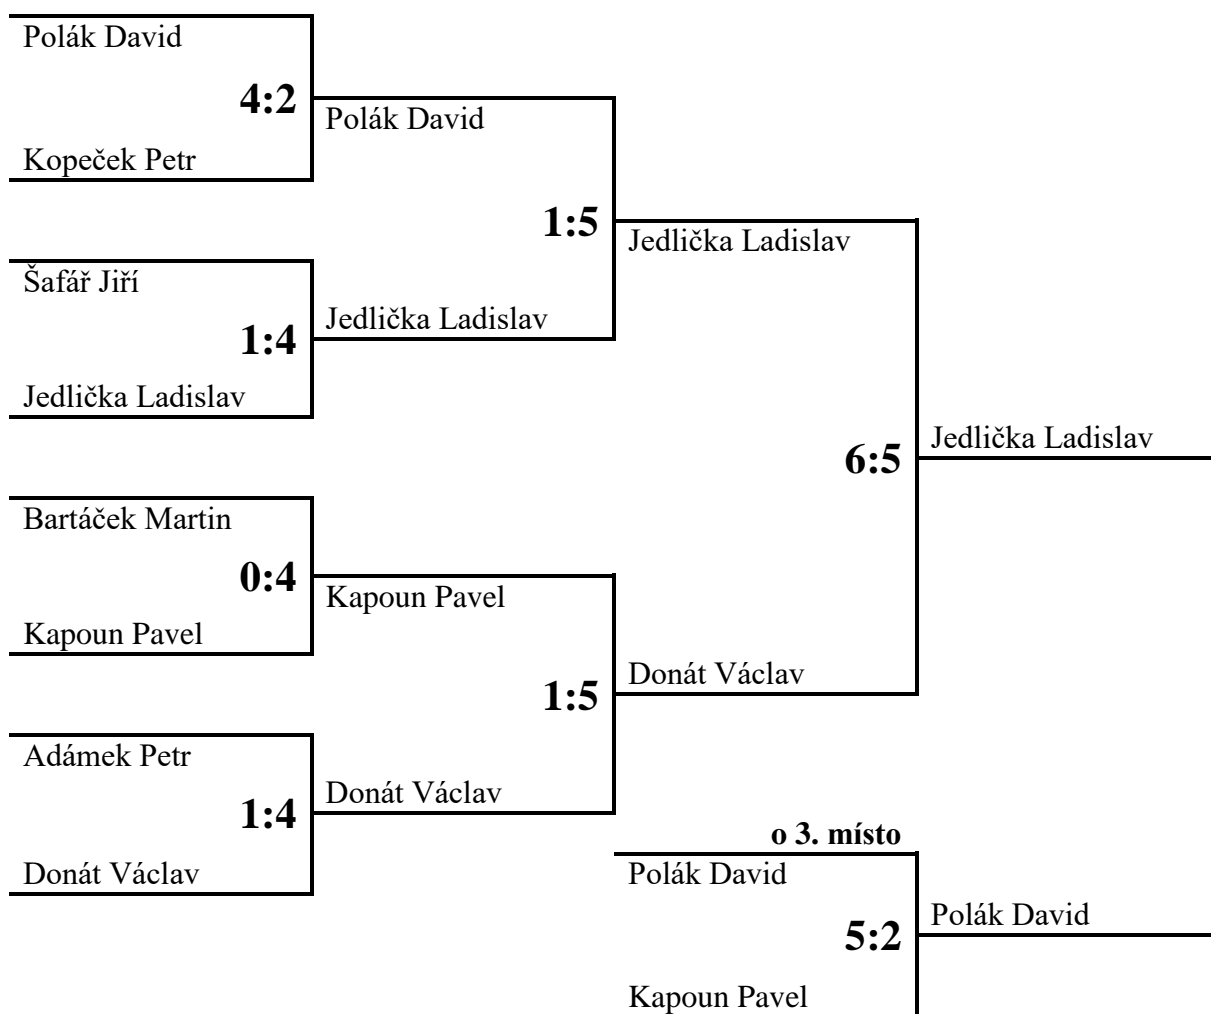 Polák David
4:2
Polák David
Kopeček Petr
1:5
Jedlička Ladislav
Šafář Jiří
1:4
Jedlička Ladislav
Jedlička Ladislav
6:5
Jedlička Ladislav
Bartáček Martin
0:4
Kapoun Pavel
Kapoun Pavel
1:5
Donát Václav
Adámek Petr
1:4
Donát Václav
Donát Václav
o 3. místo
Polák David
5:2
Polák David
Kapoun Pavel